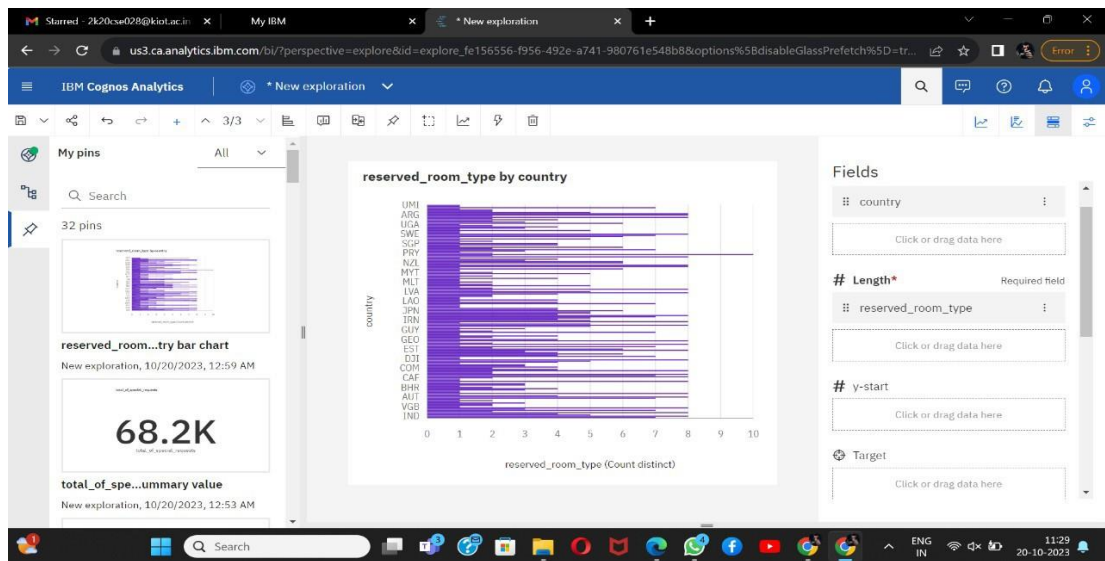 Starred - 2k20cse028@kiot.ac.in
My IBM
* New exploration
us3.ca.analytics.ibm.com/bi/?perspective=explore&id=explore_fe156556-f956-492e-a741-980761e548b8&options%5BdisableGlassPrefetch%5D=tr...
Error
IBM Cognos Analytics
* New exploration
3/3
My pins
All
Search
32 pins
reserved_room...try bar chart
New exploration, 10/20/2023, 12:59 AM
68.2K
total_of_special_requests
total_of_spe...ummary value
New exploration, 10/20/2023, 12:53 AM
reserved_room_type by country
country
UMI
ARG
UGA
SWE
SGP
PRY
NZL
MYT
MLT
LVA
LAO
JPN
IRN
GUY
GEO
EST
DJI
COM
CAF
BHR
AUT
VGB
IND
0 1 2 3 4 5 6 7 8 9 10
reserved_room_type (Count distinct)
Fields
country
Click or drag data here
# Length* Required field
reserved_room_type
Click or drag data here
# y-start
Click or drag data here
Target
Click or drag data here
Search
ENG
IN
11:29
20-10-2023